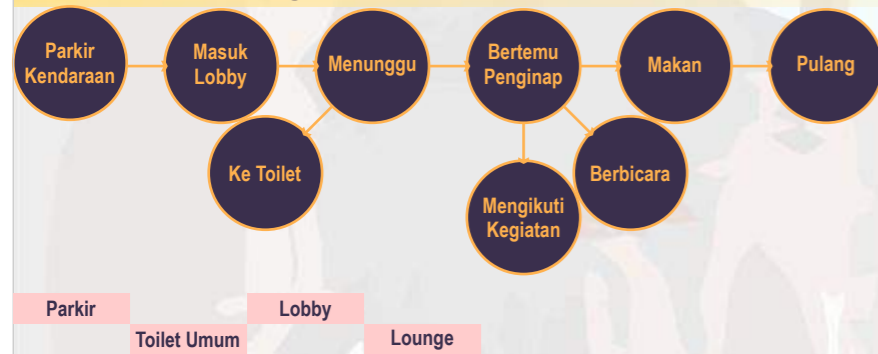 Parkir
Kendaraan
Masuk
Lobby
Menunggu
Bertemu
Penginap
Makan
Pulang
Ke Toilet
Berbicara
Mengikuti
Kegiatan
Parkir
Lobby
Toilet Umum
Lounge